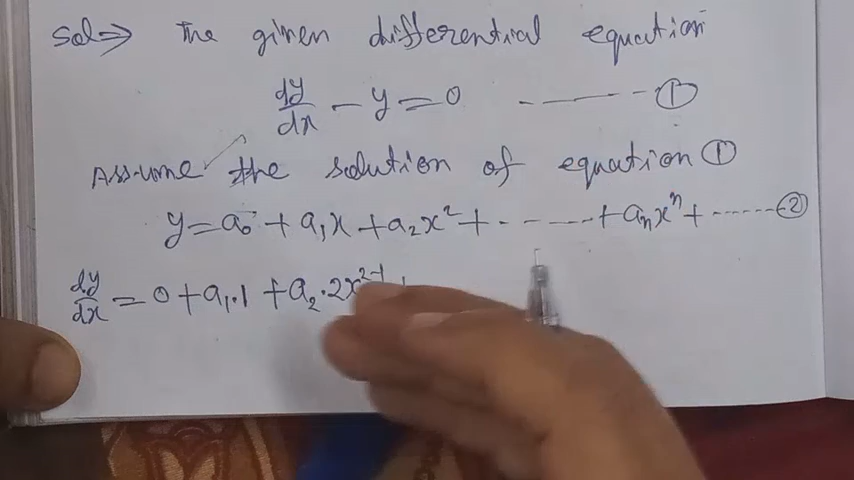 Sol⇒ The given differential equation
dy/dx - y = 0 -------- ①
Assume the solution of equation ①
y = a₀ + a₁x + a₂x² + ------- + aₙxⁿ + ------ ②
dy/dx = 0 + a₁.1 + a₂.2x²⁻¹ +